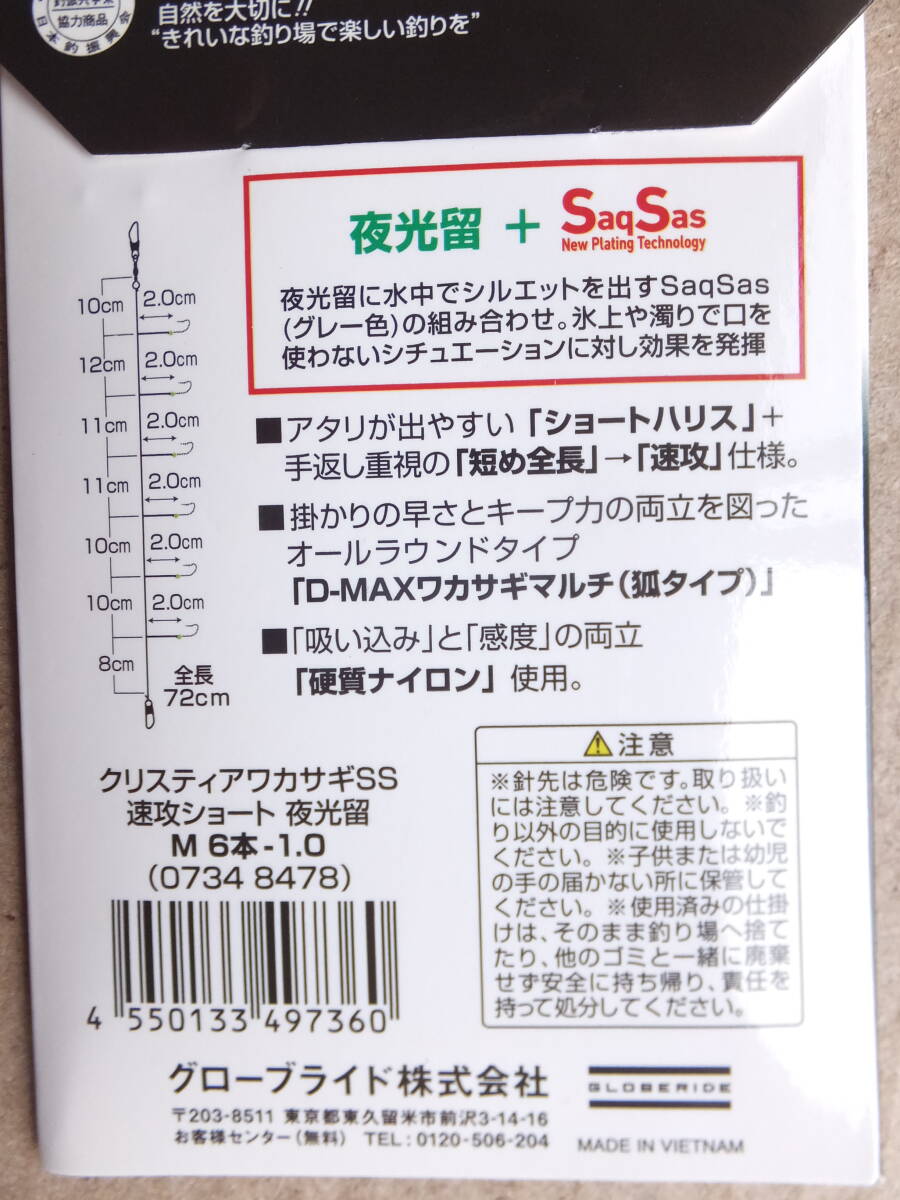 協力商品
日本釣振興会
自然を大切に!!
“きれいな釣り場で楽しい釣りを”
夜光留 + SaqSas
New Plating Technology
夜光留に水中でシルエットを出すSaqSas
(グレー色)の組み合わせ。氷上や濁りで口を
使わないシチュエーションに対し効果を発揮
10cm 2.0cm
12cm 2.0cm
11cm 2.0cm
11cm 2.0cm
10cm 2.0cm
10cm 2.0cm
8cm
全長
72cm
■アタリが出やすい「ショートハリス」+
手返し重視の「短め全長」→「速攻」仕様。
■掛かりの早さとキープ力の両立を図った
オールラウンドタイプ
「D-MAXワカサギマルチ(狐タイプ)」
■「吸い込み」と「感度」の両立
「硬質ナイロン」使用。
クリスティアワカサギSS
速攻ショート 夜光留
M 6本-1.0
(0734 8478)
4 550133 497360
⚠注意
※針先は危険です。取り扱い
には注意してください。※釣
り以外の目的に使用しないで
ください。※子供または幼児
の手の届かない所に保管して
ください。※使用済みの仕掛
けは、そのまま釣り場へ捨て
たり、他のゴミと一緒に廃棄
せず安全に持ち帰り、責任を
持って処分してください。
グローブライド株式会社
〒203-8511 東京都東久留米市前沢3-14-16
お客様センター(無料) TEL:0120-506-204
GLOBERIDE
MADE IN VIETNAM